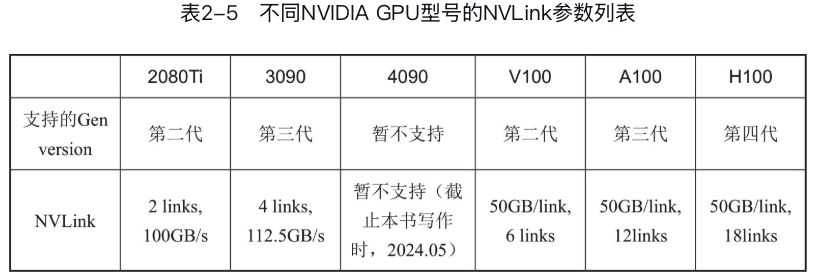 表2-5 不同NVIDIA GPU型号的NVLink参数列表
2080Ti 3090 4090 V100 A100 H100
支持的Gen version 第二代 第三代 暂不支持 第二代 第三代 第四代
NVLink 2 links, 100GB/s 4 links, 112.5GB/s 暂不支持（截止本书写作时，2024.05） 50GB/link, 6 links 50GB/link, 12links 50GB/link, 18links